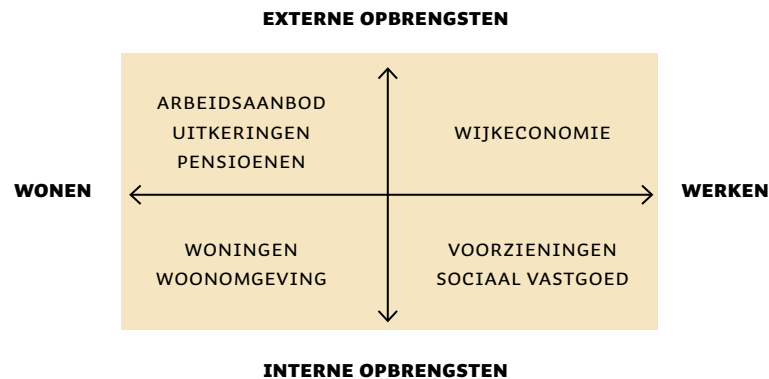 EXTERNE OPBRENGSTEN
ARBEIDSAANBOD
UITKERINGEN
PENSIOENEN
WIJKECONOMIE
WONEN
WERKEN
WONINGEN
WOONOMGEVING
VOORZIENINGEN
SOCIAAL VASTGOED
INTERNE OPBRENGSTEN